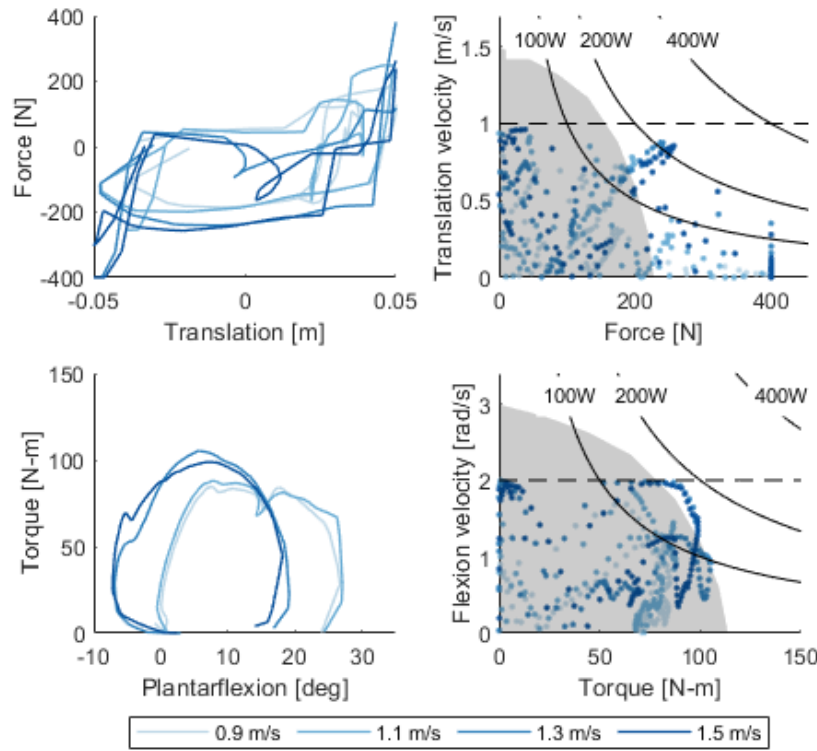 400
200
0
-200
-400
Force [N]
-0.05
0
0.05
Translation [m]
1.5
1
0.5
0
Translation velocity [m/s]
100W
200W
400W
0
200
400
Force [N]
150
100
50
0
Torque [N-m]
-10
0
10
20
30
Plantarflexion [deg]
3
2
1
0
Flexion velocity [rad/s]
100W
200W
400W
0
50
100
150
Torque [N-m]
0.9 m/s 1.1 m/s 1.3 m/s 1.5 m/s